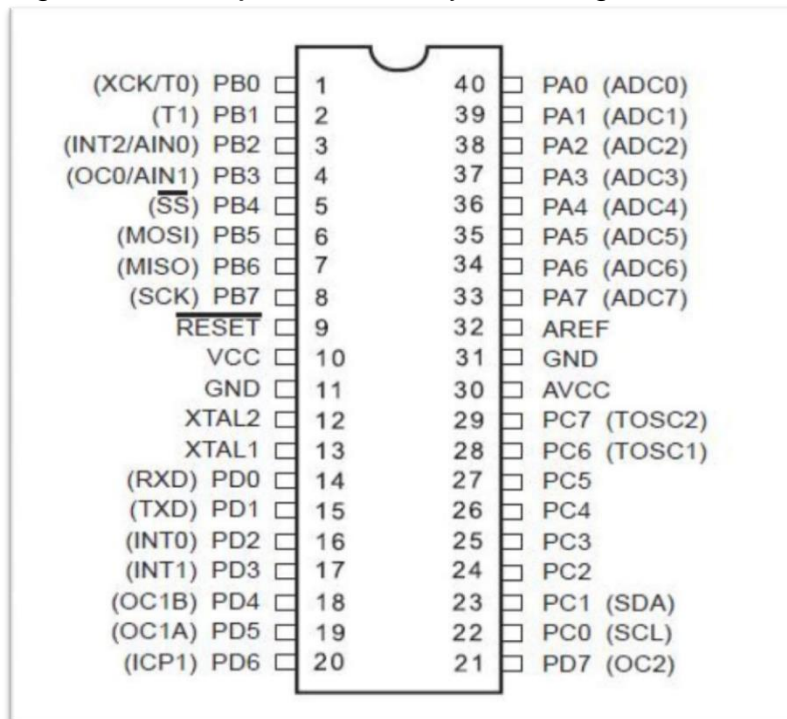 (XCK/T0) PB0 1 40 PA0 (ADC0)
(T1) PB1 2 39 PA1 (ADC1)
(INT2/AIN0) PB2 3 38 PA2 (ADC2)
(OC0/AIN1) PB3 4 37 PA3 (ADC3)
(SS) PB4 5 36 PA4 (ADC4)
(MOSI) PB5 6 35 PA5 (ADC5)
(MISO) PB6 7 34 PA6 (ADC6)
(SCK) PB7 8 33 PA7 (ADC7)
RESET 9 32 AREF
VCC 10 31 GND
GND 11 30 AVCC
XTAL2 12 29 PC7 (TOSC2)
XTAL1 13 28 PC6 (TOSC1)
(RXD) PD0 14 27 PC5
(TXD) PD1 15 26 PC4
(INT0) PD2 16 25 PC3
(INT1) PD3 17 24 PC2
(OC1B) PD4 18 23 PC1 (SDA)
(OC1A) PD5 19 22 PC0 (SCL)
(ICP1) PD6 20 21 PD7 (OC2)